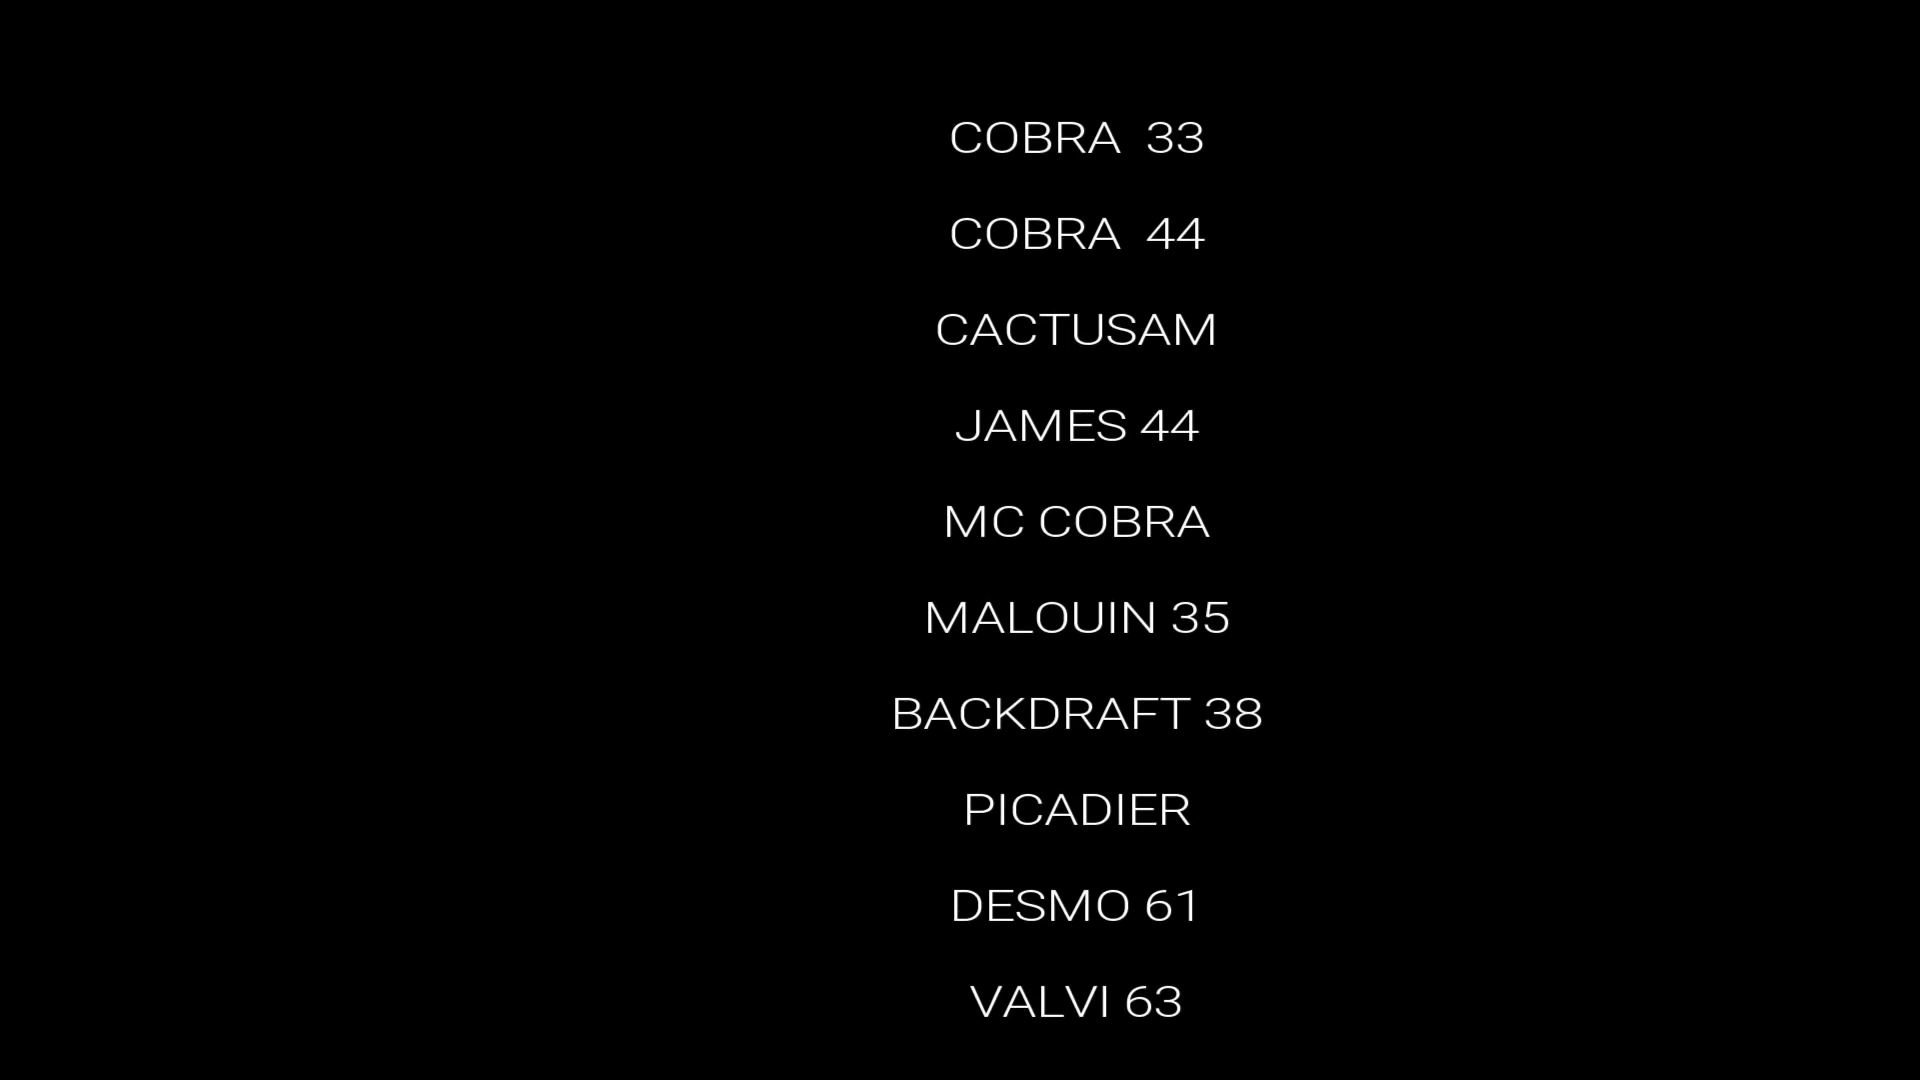 COBRA  33
COBRA  44
CACTUSAM
JAMES 44
MC COBRA
MALOUIN 35
BACKDRAFT 38
PICADIER
DESMO 61
VALVI 63